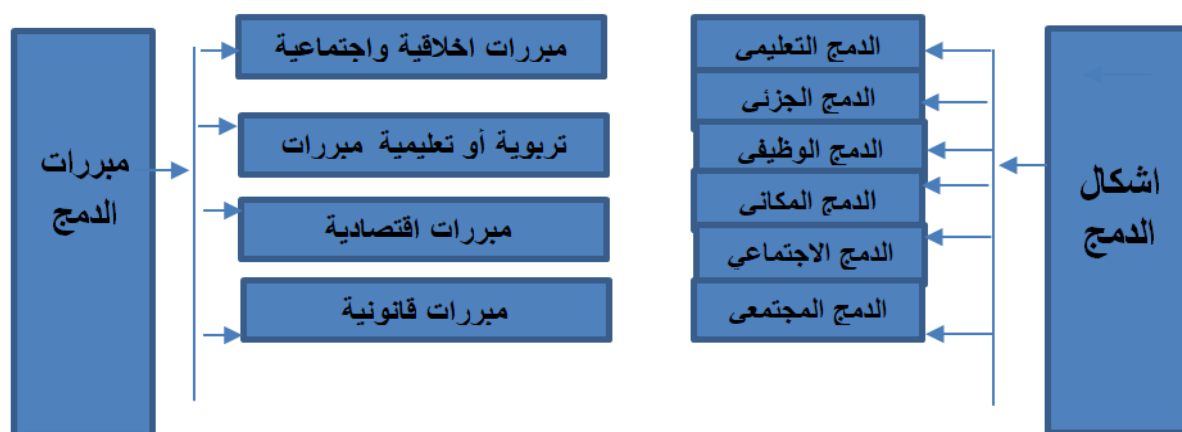 اشكال
الدمج
الدمج التعليمى
الدمج الجزئى
الدمج الوظيفى
الدمج المكانى
الدمج الاجتماعي
الدمج المجتمعى
مبررات اخلاقية واجتماعية
تربوية أو تعليمية مبررات
مبررات اقتصادية
مبررات قانونية
مبررات
الدمج